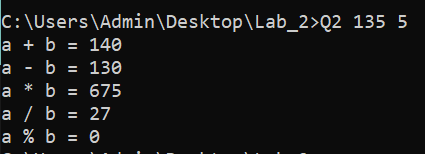 C:\Users\Admin\Desktop\Lab_2>Q2 135 5
a + b = 140
a - b = 130
a * b = 675
a / b = 27
a % b = 0